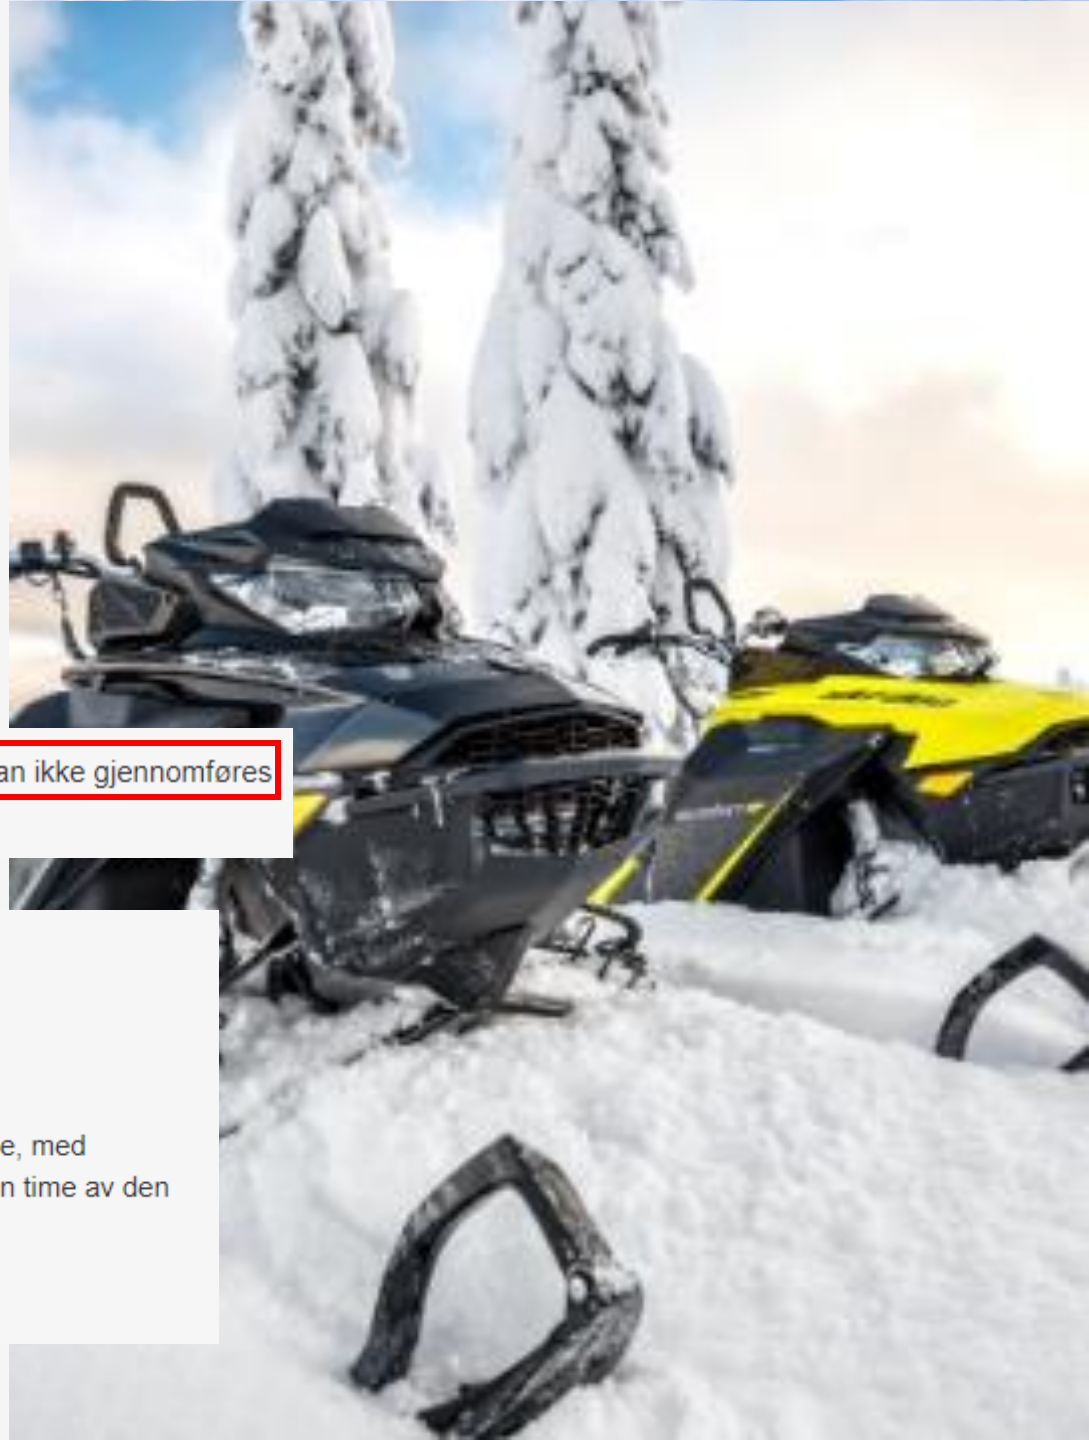 an ikke gjennomføres
e, med
n time av den